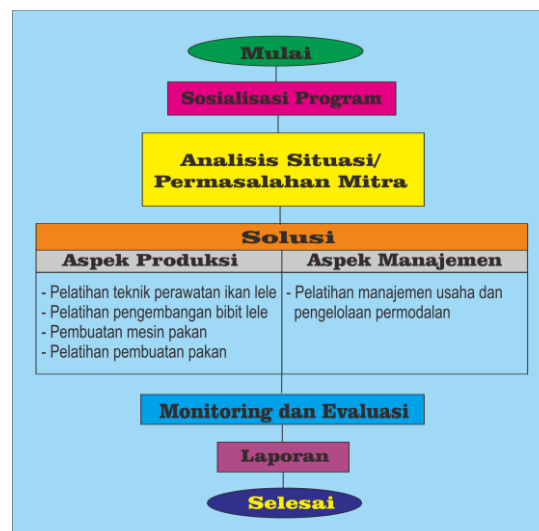 Mulai
Sosialisasi Program
Analisis Situasi/
Permasalahan Mitra
Solusi
Aspek Produksi
- Pelatihan teknik perawatan ikan lele
- Pelatihan pengembangan bibit lele
- Pembuatan mesin pakan
- Pelatihan pembuatan pakan
Aspek Manajemen
- Pelatihan manajemen usaha dan
pengelolaan permodalan
Monitoring dan Evaluasi
Laporan
Selesai